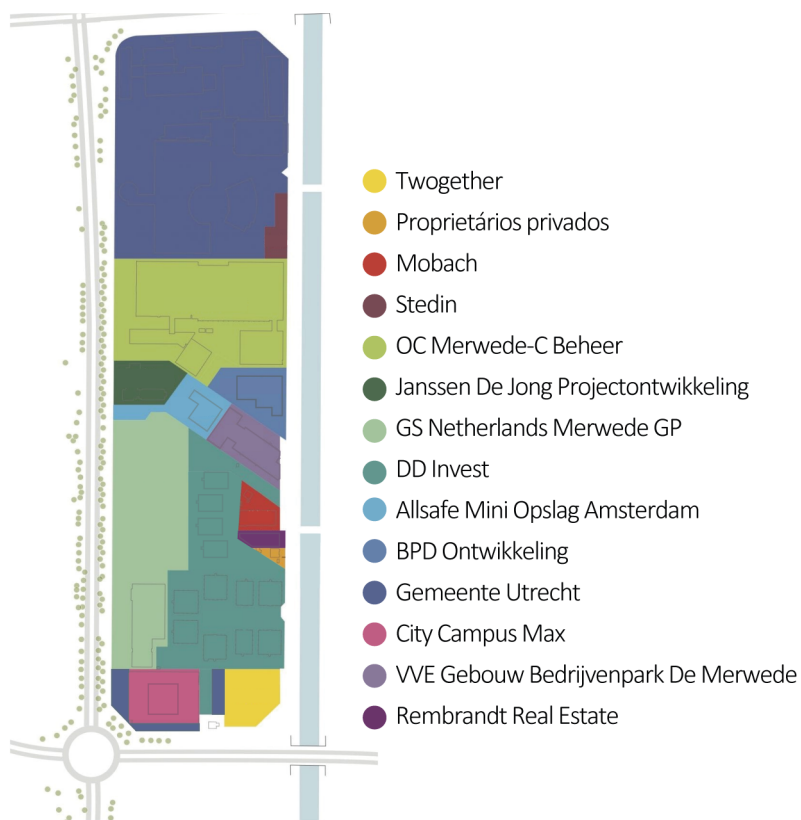 Twogether
Proprietários privados
Mobach
Stedin
OC Merwede-C Beheer
Janssen De Jong Projectontwikkeling
GS Netherlands Merwede GP
DD Invest
Allsafe Mini Opslag Amsterdam
BPD Ontwikkeling
Gemeente Utrecht
City Campus Max
VVE Gebouw Bedrijvenpark De Merwede
Rembrandt Real Estate